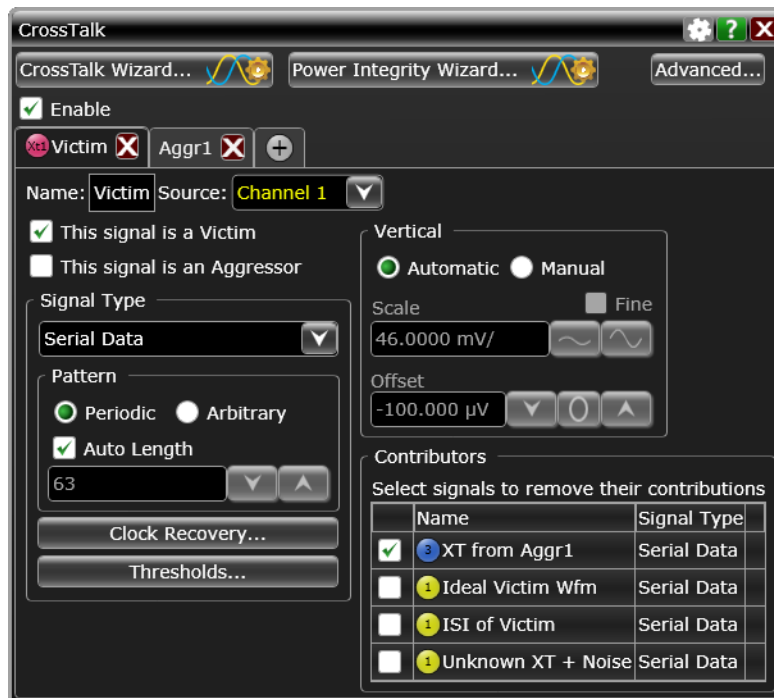 CrossTalk
?
X
CrossTalk Wizard...
Power Integrity Wizard...
Advanced...
Enable
Xt1 Victim X
Aggr1 X
+
Name: Victim Source: Channel 1
This signal is a Victim
This signal is an Aggressor
Signal Type
Serial Data
Pattern
Periodic Arbitrary
Auto Length
63
Clock Recovery...
Thresholds...
Vertical
Automatic Manual
Scale Fine
46.0000 mV/
Offset
-100.000 µV 0
Contributors
Select signals to remove their contributions
Name Signal Type
3 XT from Aggr1 Serial Data
1 Ideal Victim Wfm Serial Data
1 ISI of Victim Serial Data
1 Unknown XT + Noise Serial Data